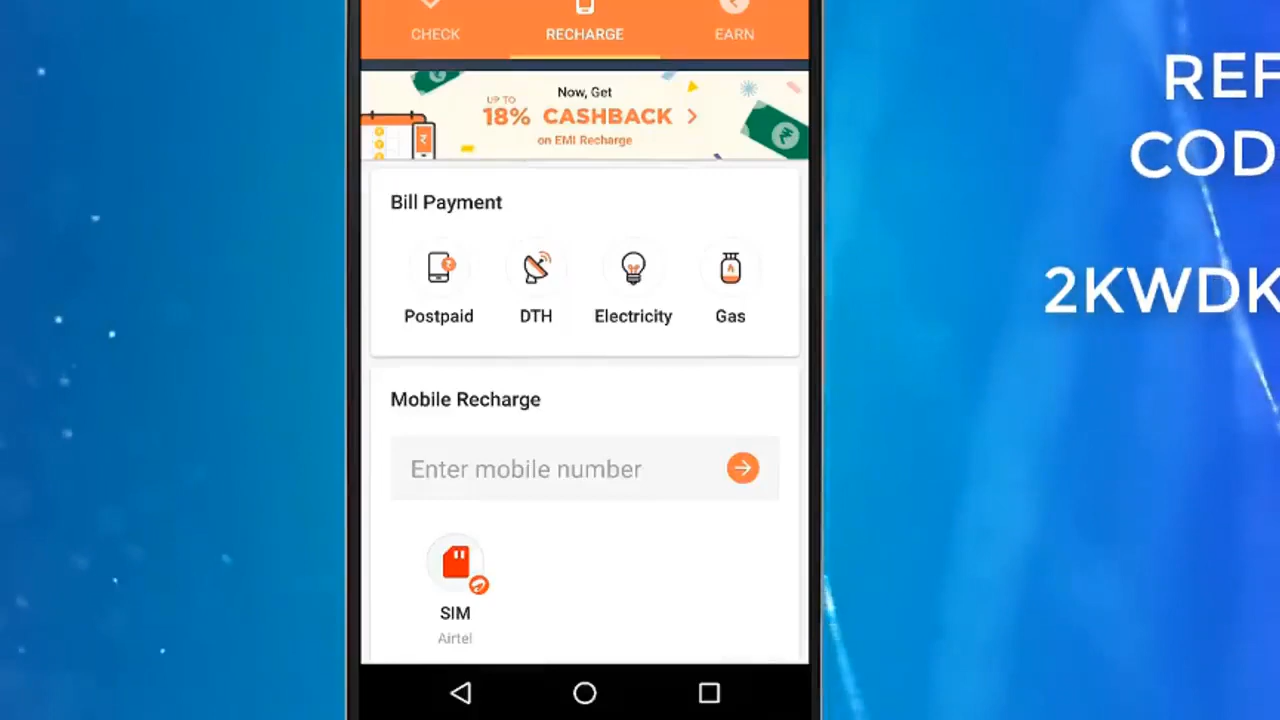 CHECK
RECHARGE
EARN
REF
COD
Now, Get
UP TO
18% CASHBACK
on EMI Recharge
Bill Payment
2KWDK
Postpaid
DTH
Electricity
Gas
Mobile Recharge
Enter mobile number
SIM
Airtel